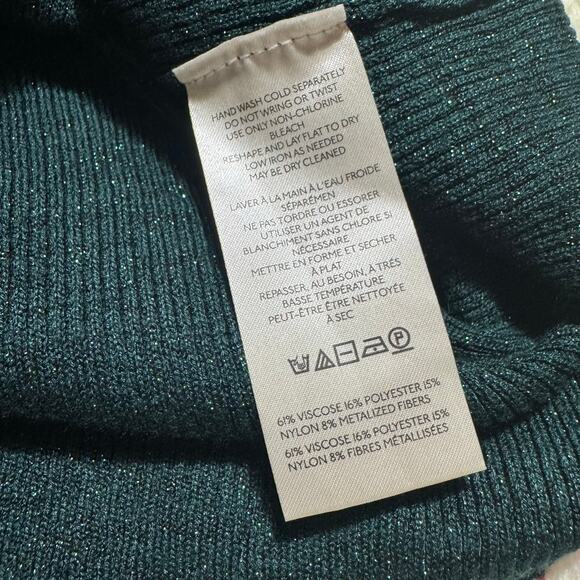 HAND WASH COLD SEPARATELY
DO NOT WRING OR TWIST
USE ONLY NON-CHLORINE
BLEACH
RESHAPE AND LAY FLAT TO DRY
LOW IRON AS NEEDED
MAY BE DRY CLEANED
LAVER À LA MAIN À L'EAU FROIDE
SÉPARÉMEN
NE PAS TORDRE OU ESSORER
UTILISER UN AGENT DE
BLANCHIMENT SANS CHLORE SI
NÉCESSAIRE
METTRE EN FORME ET SECHER
À PLAT
REPASSER, AU BESOIN, À TRÈS
BASSE TEMPÉRATURE
PEUT-ÊTRE ÊTRE NETTOYÉE
À SEC
P
61% VISCOSE 16% POLYESTER 15%
NYLON 8% METALIZED FIBERS
61% VISCOSE 16% POLYESTER 15%
NYLON 8% FIBRES MÉTALLISÉES